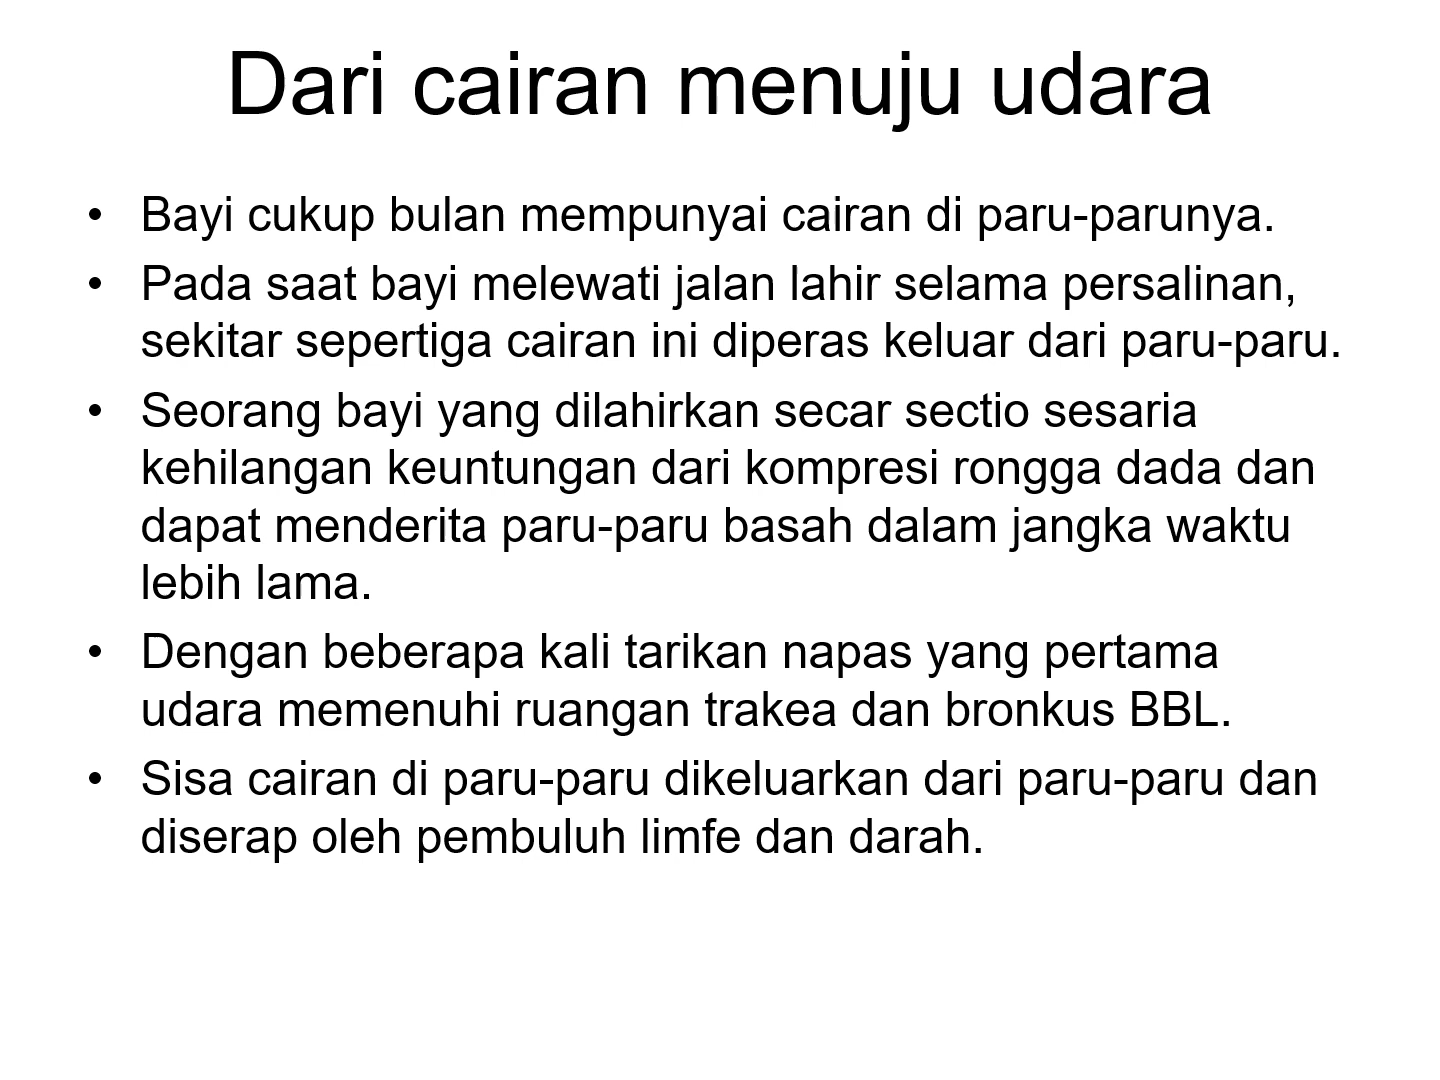 Dari cairan menuju udara
• Bayi cukup bulan mempunyai cairan di paru-parunya.
• Pada saat bayi melewati jalan lahir selama persalinan,
sekitar sepertiga cairan ini diperas keluar dari paru-paru.
• Seorang bayi yang dilahirkan secar sectio sesaria
kehilangan keuntungan dari kompresi rongga dada dan
dapat menderita paru-paru basah dalam jangka waktu
lebih lama.
• Dengan beberapa kali tarikan napas yang pertama
udara memenuhi ruangan trakea dan bronkus BBL.
• Sisa cairan di paru-paru dikeluarkan dari paru-paru dan
diserap oleh pembuluh limfe dan darah.